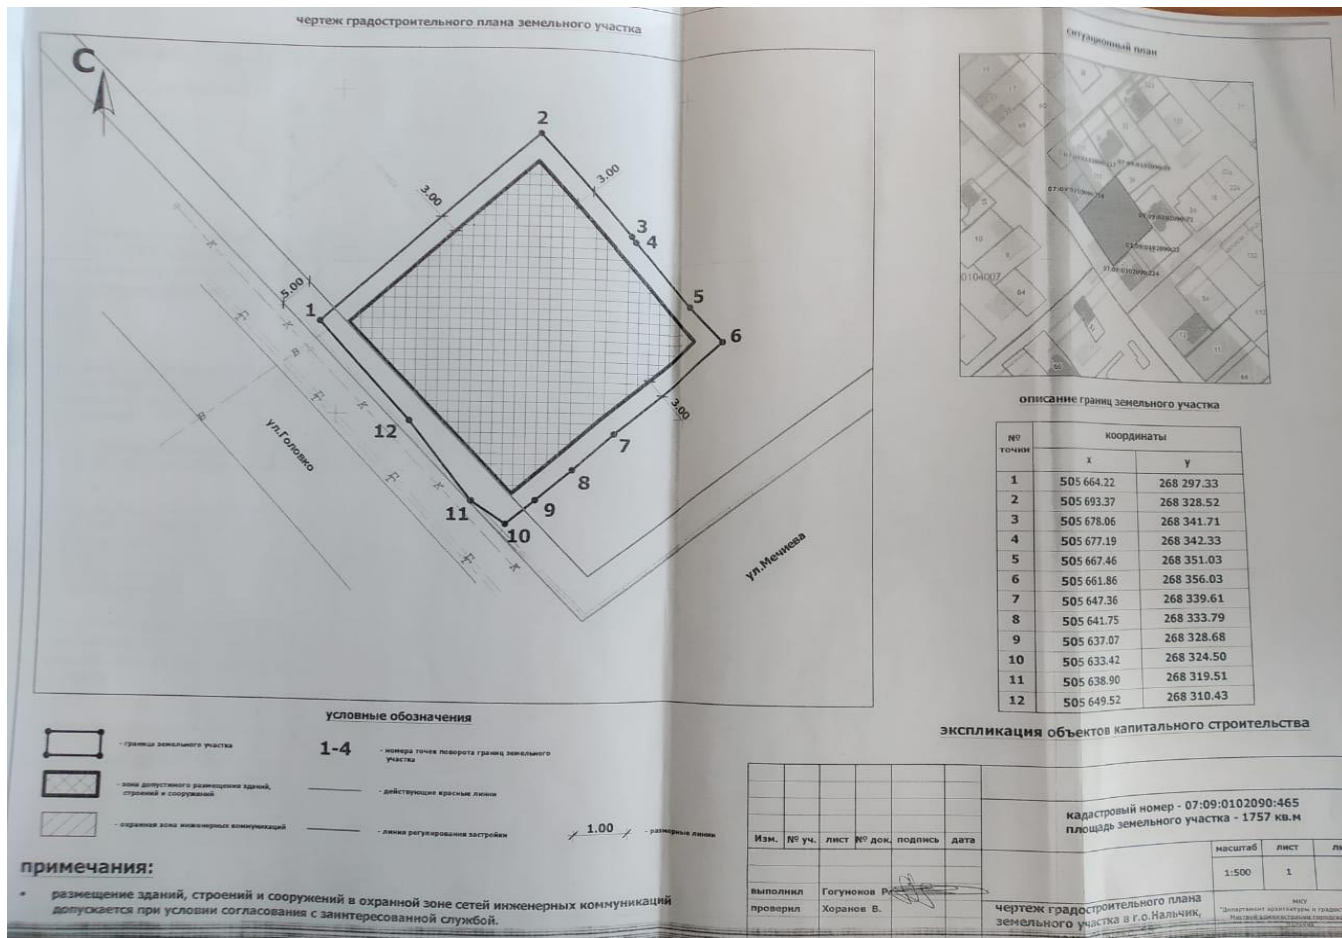 чертеж градостроительного плана земельного участка
С
2
3.00
3.00
3
4
5
6
5.00
1
3.00
12
7
8
11
9
10
ул.Головко
ул.Мечиева
ситуационный план
описание границ земельного участка
№ точки координаты
х у
1 505 664.22 268 297.33
2 505 693.37 268 328.52
3 505 678.06 268 341.71
4 505 677.19 268 342.33
5 505 667.46 268 351.03
6 505 661.86 268 356.03
7 505 647.36 268 339.61
8 505 641.75 268 333.79
9 505 637.07 268 328.68
10 505 633.42 268 324.50
11 505 638.90 268 319.51
12 505 649.52 268 310.43
условные обозначения
- граница земельного участка
1-4 - номера точек поворота границ земельного
участка
- зона допустимого размещения зданий,
строений и сооружений
- действующие красные линии
- охранная зона инженерных коммуникаций
- линия регулирования застройки
1.00 - размерные линии
примечания:
• размещение зданий, строений и сооружений в охранной зоне сетей инженерных коммуникаций
допускается при условии согласования с заинтересованной службой.
экспликация объектов капитального строительства
кадастровый номер - 07:09:0102090:465
площадь земельного участка - 1757 кв.м
Изм. № уч. лист № док. подпись дата
масштаб лист
1:500 1
выполнил Гогуноков Р.
проверил Хоранов В.
чертеж градостроительного плана
земельного участка в г.о.Нальчик,
МКУ